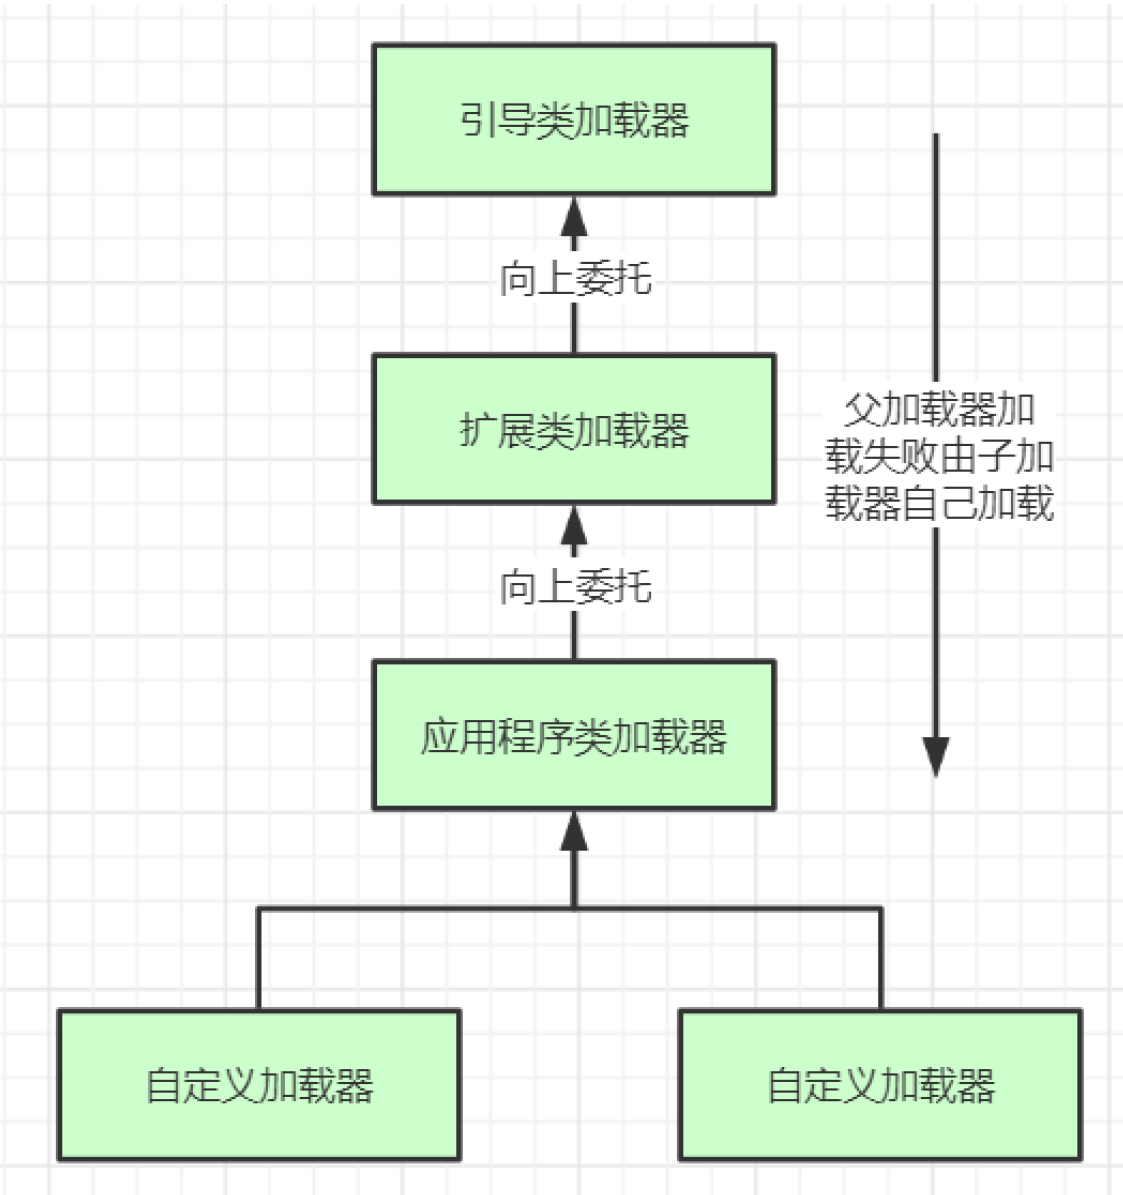 引导类加载器
向上委托
扩展类加载器
父加载器加
载失败由子加
载器自己加载
向上委托
应用程序类加载器
自定义加载器
自定义加载器